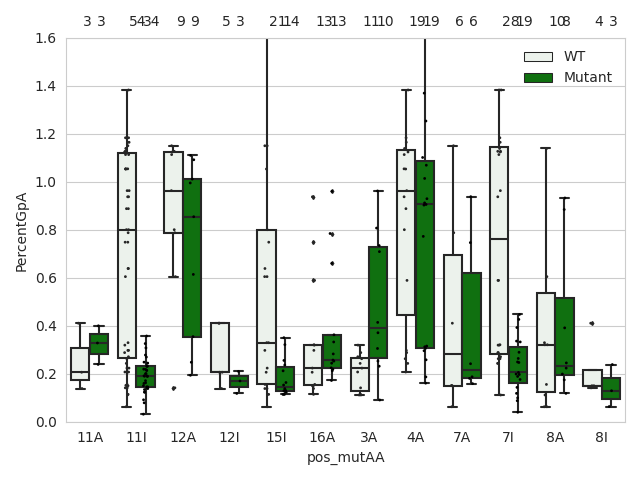 3 3 54 34 9 9 5 3 21 14 13 13 11 10 19 19 6 6 28 19 10 8 4 3
1.6
WT
Mutant
1.4
1.2
1.0
0.8
0.6
0.4
0.2
0.0
PercentGpA
11A 11I 12A 12I 15I 16A 3A 4A 7A 7I 8A 8I
pos_mutAA